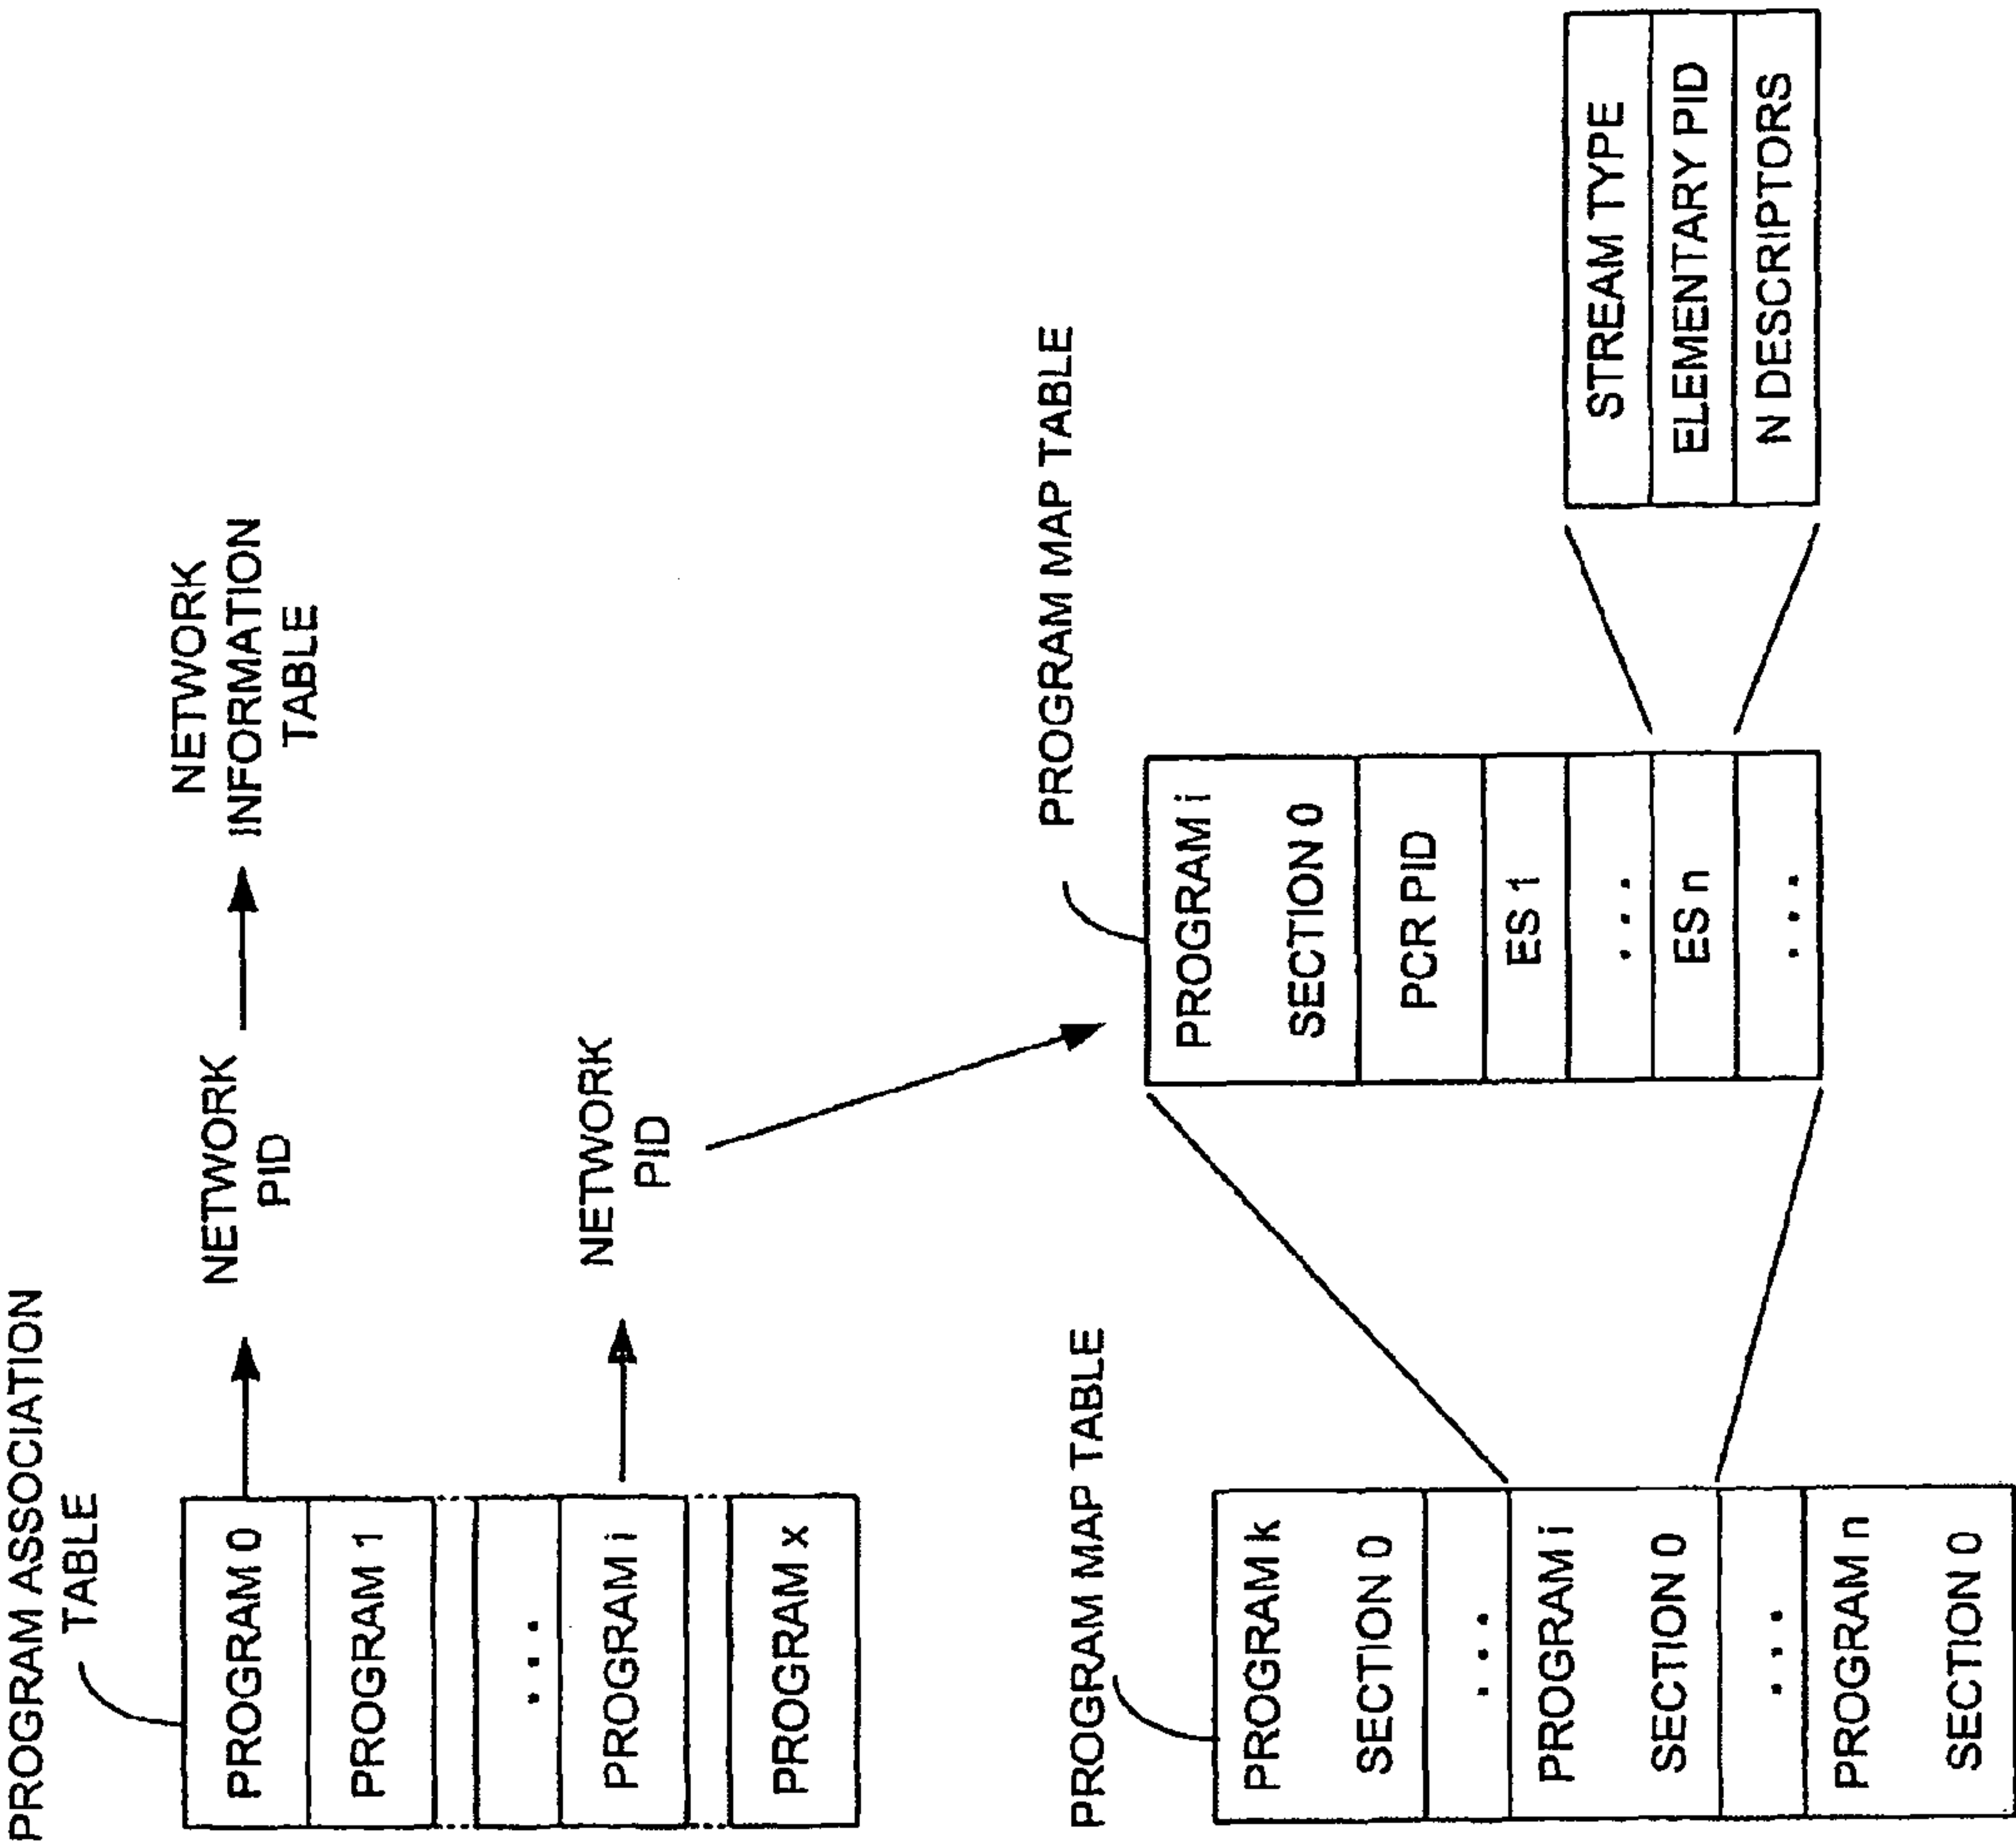 PROGRAM ASSOCIATION
TABLE
PROGRAM 0
PROGRAM 1
...
PROGRAM i
PROGRAM x
NETWORK
PID
NETWORK
INFORMATION
TABLE
NETWORK
PID
PROGRAM MAP TABLE
PROGRAM k
SECTION 0
...
PROGRAM i
SECTION 0
...
PROGRAM n
SECTION 0
PROGRAM MAP TABLE
PROGRAM i
SECTION 0
PCR PID
ES 1
...
ES n
...
STREAM TYPE
ELEMENTARY PID
N DESCRIPTORS